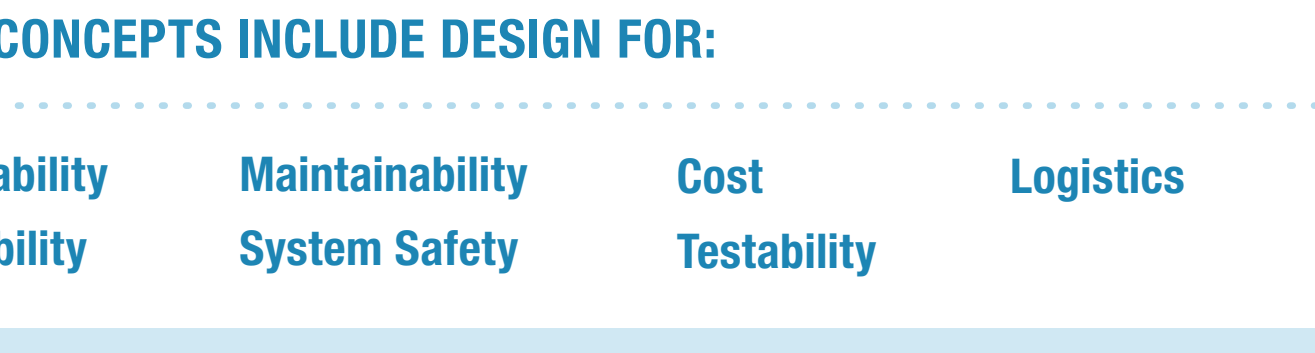 CONCEPTS INCLUDE DESIGN FOR:
ability Maintainability Cost Logistics
bility System Safety Testability